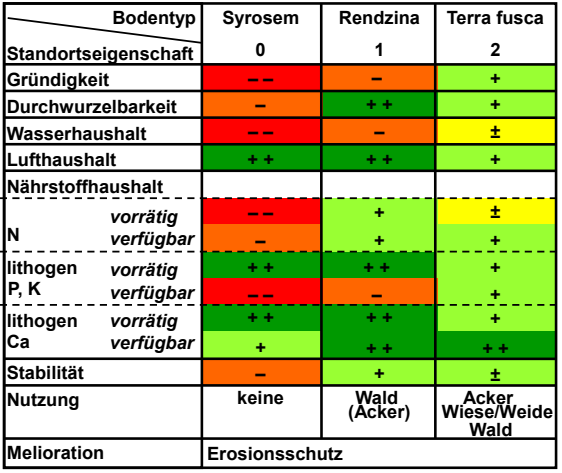 Bodentyp Syrosem Rendzina Terra fusca
Standortseigenschaft 0 1 2
Gründigkeit – – – +
Durchwurzelbarkeit – + + +
Wasserhaushalt – – – ±
Lufthaushalt + + + + +
Nährstoffhaushalt
vorrätig – – + ±
N verfügbar – + +
lithogen vorrätig + + + + +
P, K verfügbar – – – +
lithogen vorrätig + + + + +
Ca verfügbar + + + + +
Stabilität – + ±
Nutzung keine Wald Acker
(Acker) Wiese/Weide
Wald
Melioration Erosionsschutz